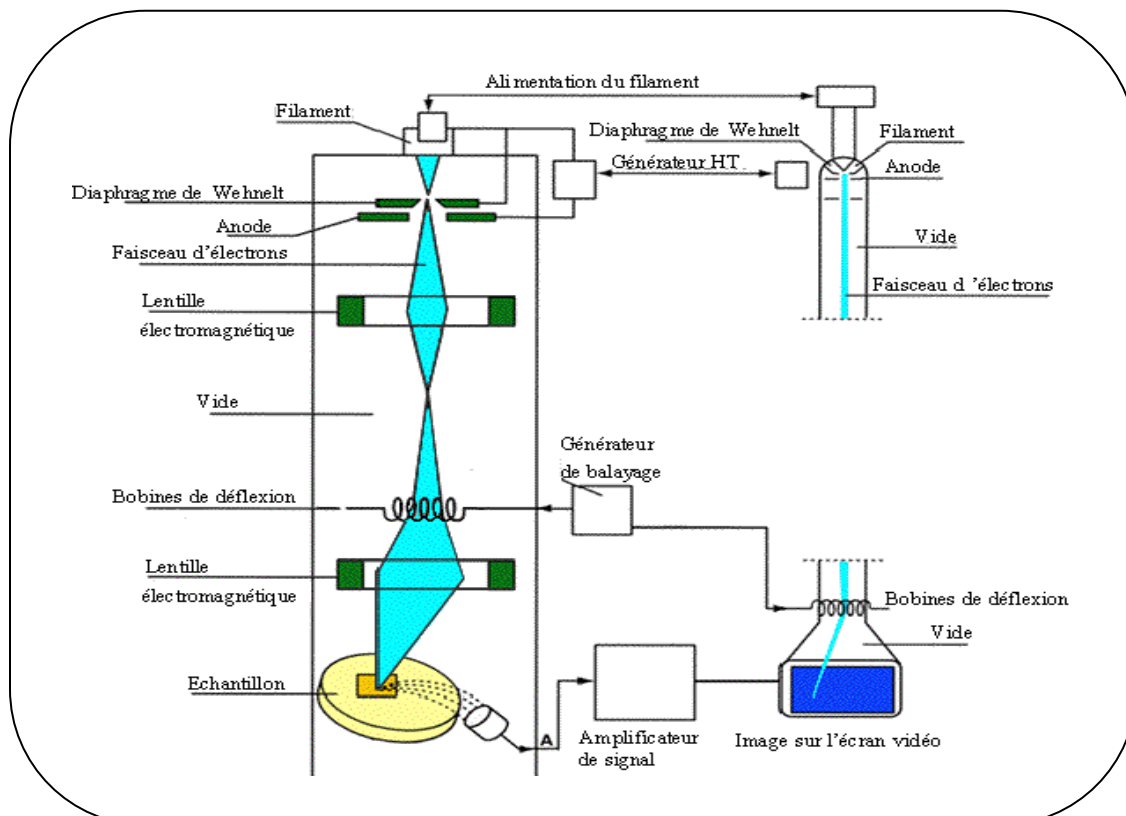 Alimentation du filament
Filament
Diaphragme de Wehnelt
Filament
Générateur HT
Anode
Diaphragme de Wehnelt
Anode
Vide
Faisceau d'électrons
Faisceau d 'électrons
Lentille
électromagnétique
Vide
Générateur
de balayage
Bobines de déflexion
Lentille
électromagnétique
Bobines de déflexion
Vide
Echantillon
A
Amplificateur
de signal
Image sur l'écran vidéo